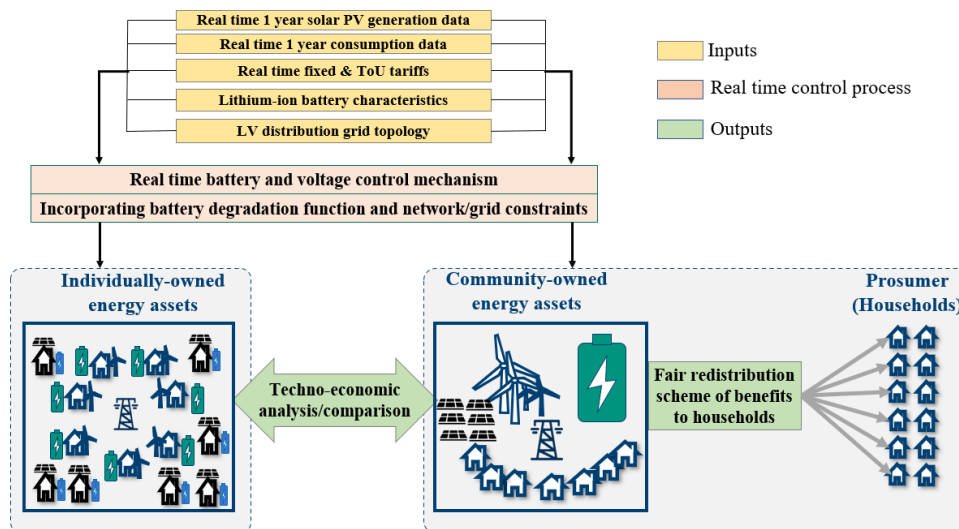 Real time 1 year solar PV generation data
Real time 1 year consumption data
Real time fixed & ToU tariffs
Lithium-ion battery characteristics
LV distribution grid topology
Inputs
Real time control process
Outputs
Real time battery and voltage control mechanism
Incorporating battery degradation function and network/grid constraints
Individually-owned
energy assets
Community-owned
energy assets
Prosumer
(Households)
Techno-economic
analysis/comparison
Fair redistribution
scheme of benefits
to households